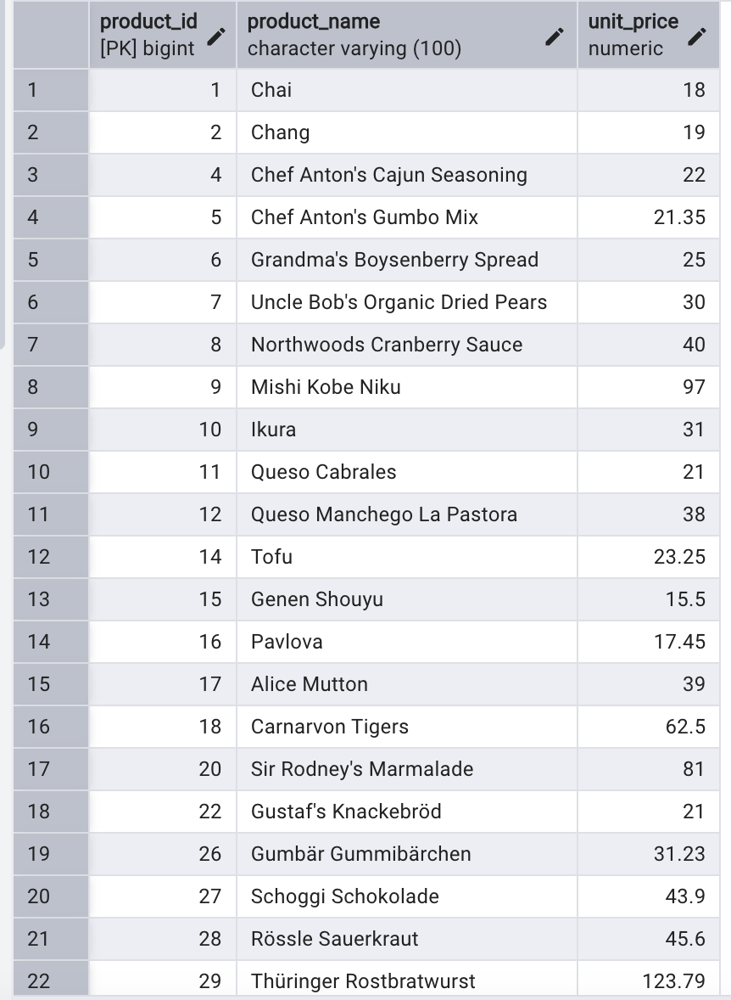 product_id product_name unit_price
[PK] bigint character varying (100) numeric
1 1 Chai 18
2 2 Chang 19
3 4 Chef Anton's Cajun Seasoning 22
4 5 Chef Anton's Gumbo Mix 21.35
5 6 Grandma's Boysenberry Spread 25
6 7 Uncle Bob's Organic Dried Pears 30
7 8 Northwoods Cranberry Sauce 40
8 9 Mishi Kobe Niku 97
9 10 Ikura 31
10 11 Queso Cabrales 21
11 12 Queso Manchego La Pastora 38
12 14 Tofu 23.25
13 15 Genen Shouyu 15.5
14 16 Pavlova 17.45
15 17 Alice Mutton 39
16 18 Carnarvon Tigers 62.5
17 20 Sir Rodney's Marmalade 81
18 22 Gustaf's Knackebröd 21
19 26 Gumbär Gummibärchen 31.23
20 27 Schoggi Schokolade 43.9
21 28 Rössle Sauerkraut 45.6
22 29 Thüringer Rostbratwurst 123.79